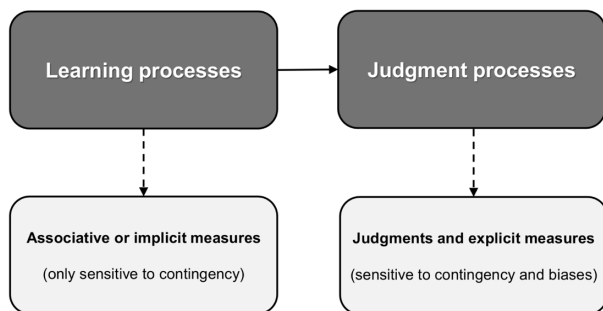 Learning processes
Judgment processes
Associative or implicit measures
(only sensitive to contingency)
Judgments and explicit measures
(sensitive to contingency and biases)